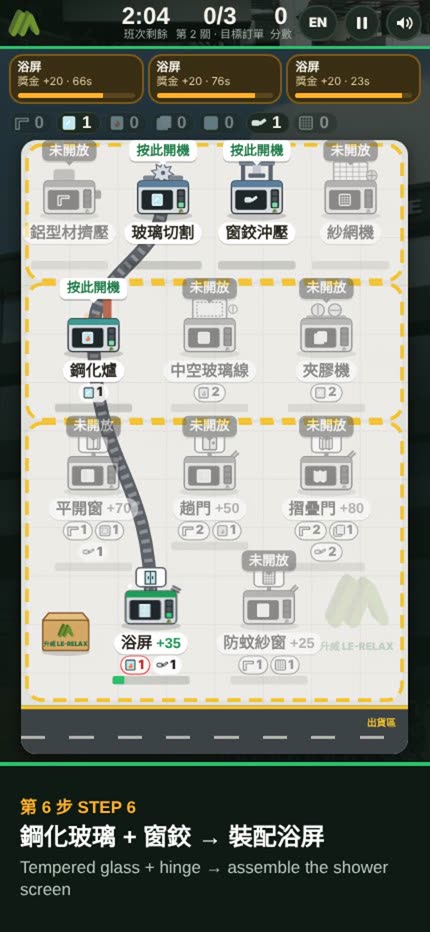 2:04 0/3 0 EN
班次剩餘 第 2 關 · 目標訂單 分數
浴屏 浴屏 浴屏
獎金 +20 · 66s 獎金 +20 · 76s 獎金 +20 · 23s
0 1 0 0 0 1 0
未開放 按此開機 按此開機 未開放
鋁型材擠壓 玻璃切割 窗鉸沖壓 紗網機
按此開機 未開放 未開放
鋼化爐 中空玻璃線 夾膠機
1 2 2
未開放 未開放 未開放
平開窗 +70 趟門 +50 摺疊門 +80
1 1 2 1 2 1
1 2
未開放
浴屏 +35 防蚊紗窗 +25
1 1 1 1
升威 LE-RELAX 升威 LE-RELAX
出貨區
第 6 步 STEP 6
鋼化玻璃 + 窗鉸 → 裝配浴屏
Tempered glass + hinge → assemble the shower
screen